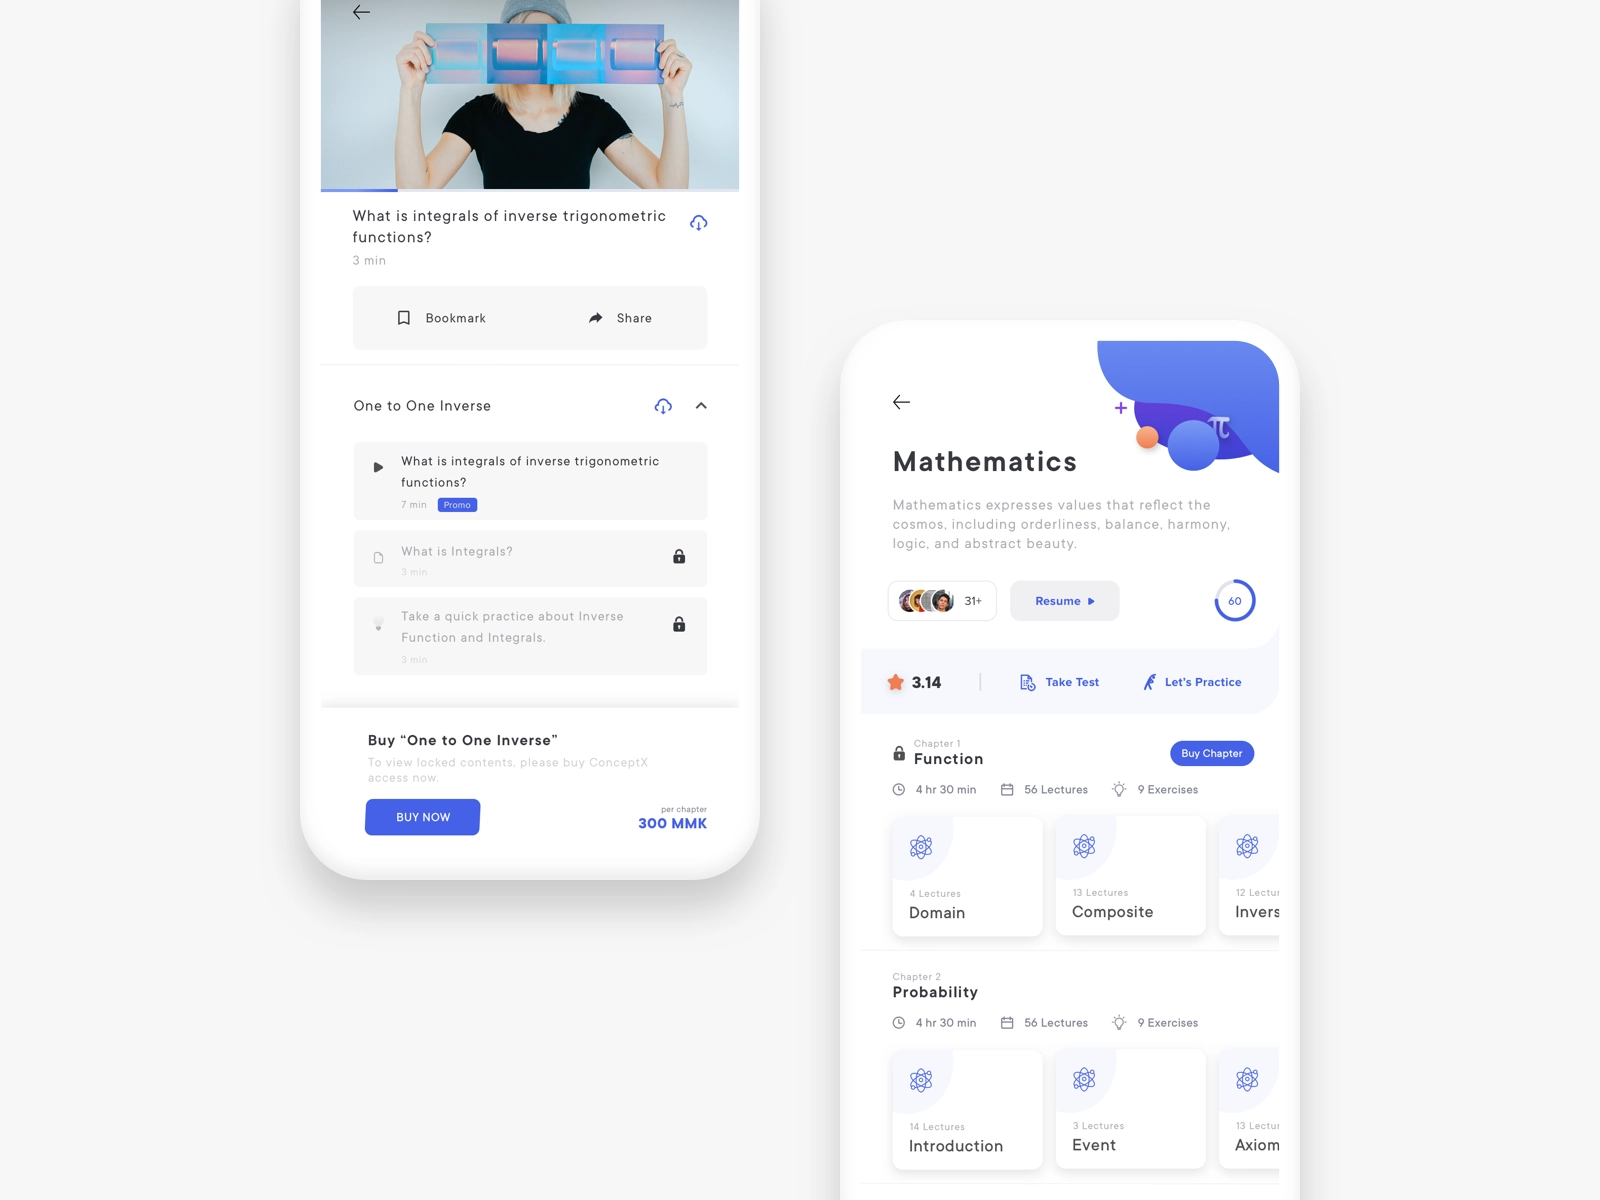 What is integrals of inverse trigonometric
functions?
3 min
Bookmark
Share
One to One Inverse
What is integrals of inverse trigonometric
functions?
7 min
Promo
What is Integrals?
3 min
Take a quick practice about Inverse
Function and Integrals.
3 min
Buy “One to One Inverse”
To view locked contents, please buy ConceptX
access now.
BUY NOW
per chapter
300 MMK
π
Mathematics
Mathematics expresses values that reflect the
cosmos, including orderliness, balance, harmony,
logic, and abstract beauty.
31+
Resume
60
3.14
Take Test
Let's Practice
Chapter 1
Function
Buy Chapter
4 hr 30 min
56 Lectures
9 Exercises
4 Lectures
Domain
13 Lectures
Composite
12 Lectur
Invers
Chapter 2
Probability
4 hr 30 min
56 Lectures
9 Exercises
14 Lectures
Introduction
3 Lectures
Event
13 Lectur
Axiom